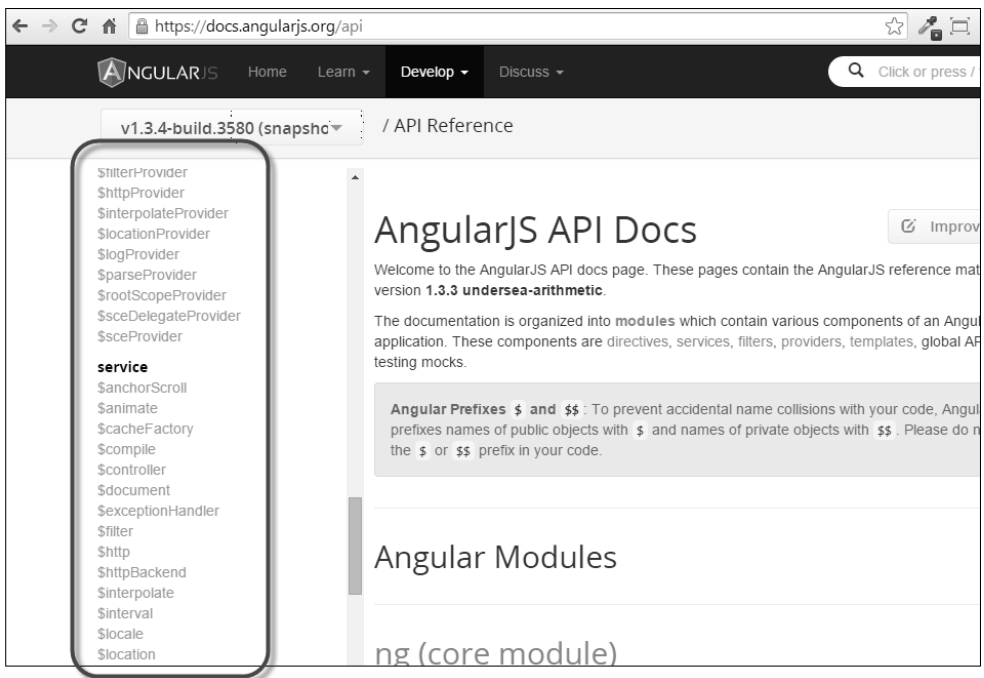 https://docs.angularjs.org/api
ANGULARJS Home Learn Develop Discuss Click or press /
v1.3.4-build.3580 (snapsho / API Reference
$filterProvider
$httpProvider
$interpolateProvider
$locationProvider
$logProvider
$parseProvider
$rootScopeProvider
$sceDelegateProvider
$sceProvider
service
$anchorScroll
$animate
$cacheFactory
$compile
$controller
$document
$exceptionHandler
$filter
$http
$httpBackend
$interpolate
$interval
$locale
$location
AngularJS API Docs
Improv
Welcome to the AngularJS API docs page. These pages contain the AngularJS reference mat
version 1.3.3 undersea-arithmetic.
The documentation is organized into modules which contain various components of an Angul
application. These components are directives, services, filters, providers, templates, global AP
testing mocks.
Angular Prefixes $ and $$: To prevent accidental name collisions with your code, Angul
prefixes names of public objects with $ and names of private objects with $$. Please do n
the $ or $$ prefix in your code.
Angular Modules
ng (core module)